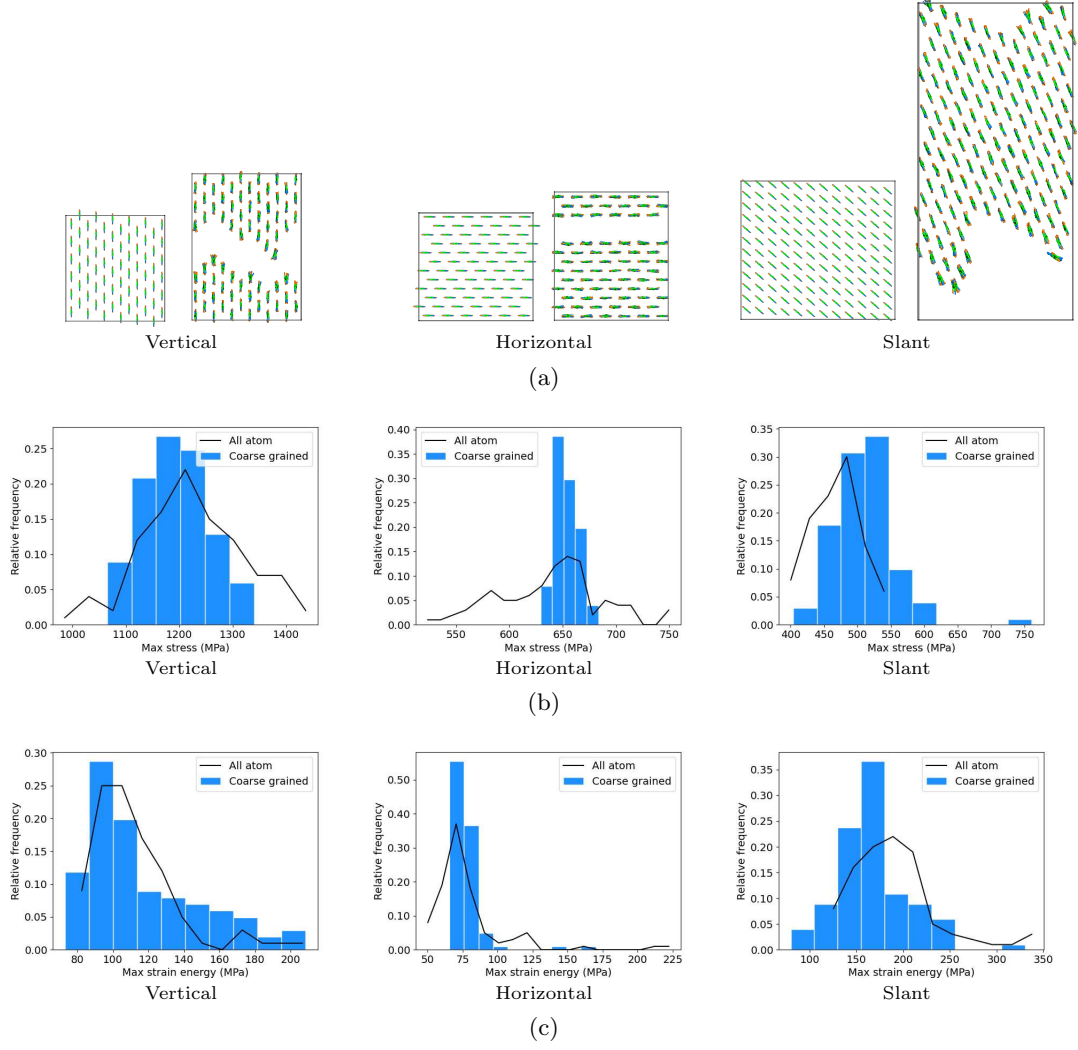 Vertical Horizontal Slant
(a)
0.25
0.20
0.15
0.10
0.05
0.00
Relative frequency
All atom
Coarse grained
1000 1100 1200 1300 1400
Max stress (MPa)
Vertical
0.40
0.35
0.30
0.25
0.20
0.15
0.10
0.05
0.00
Relative frequency
All atom
Coarse grained
550 600 650 700 750
Max stress (MPa)
Horizontal
0.35
0.30
0.25
0.20
0.15
0.10
0.05
0.00
Relative frequency
All atom
Coarse grained
400 450 500 550 600 650 700 750
Max stress (MPa)
Slant
(b)
0.30
0.25
0.20
0.15
0.10
0.05
0.00
Relative frequency
All atom
Coarse grained
80 100 120 140 160 180 200
Max strain energy (MPa)
Vertical
0.50
0.40
0.30
0.20
0.10
0.00
Relative frequency
All atom
Coarse grained
50 75 100 125 150 175 200 225
Max strain energy (MPa)
Horizontal
0.35
0.30
0.25
0.20
0.15
0.10
0.05
0.00
Relative frequency
All atom
Coarse grained
100 150 200 250 300 350
Max strain energy (MPa)
Slant
(c)